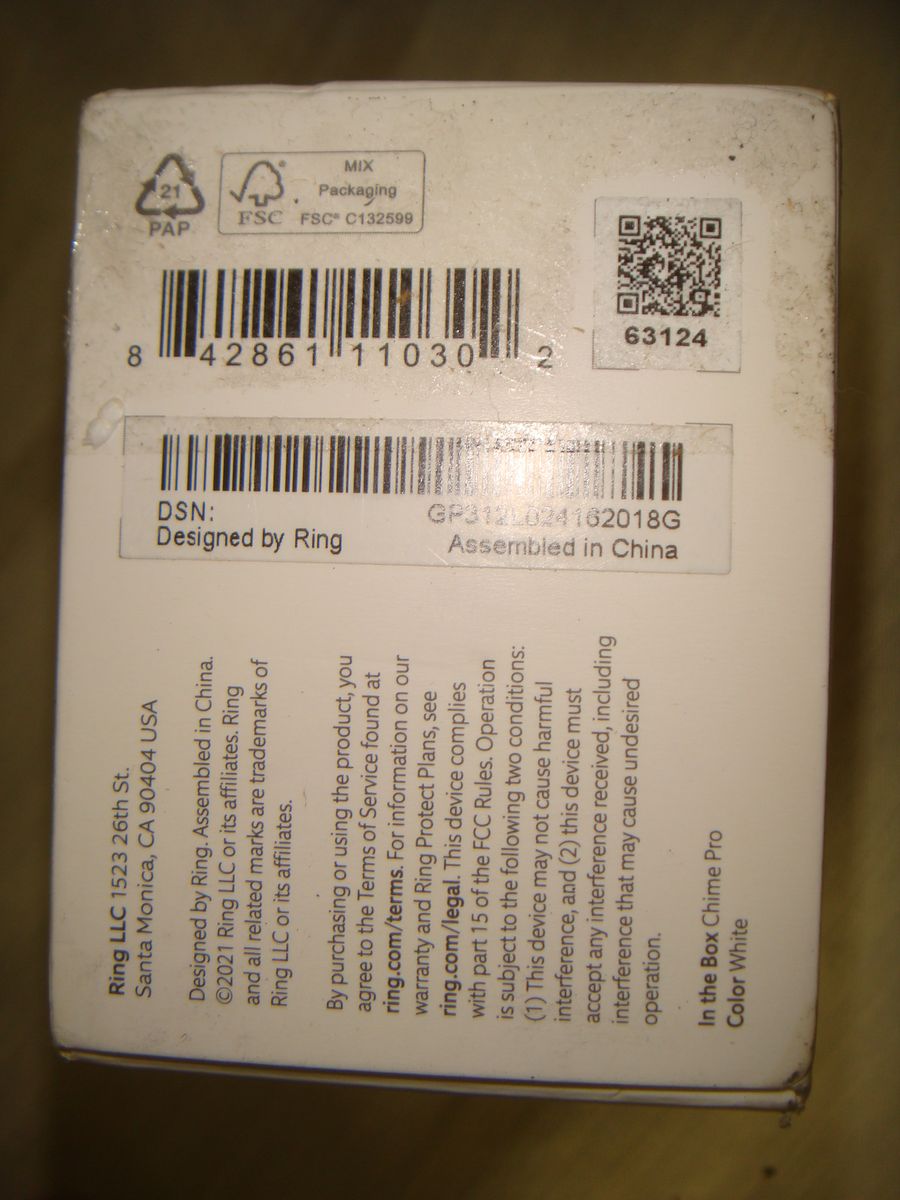 21
PAP
FSC
MIX
Packaging
FSC® C132599
63124
8 42861 11030 2
DSN: GP312L024162018G
Designed by Ring Assembled in China
Ring LLC 1523 26th St.
Santa Monica, CA 90404 USA
Designed by Ring. Assembled in China.
©2021 Ring LLC or its affiliates. Ring
and all related marks are trademarks of
Ring LLC or its affiliates.
By purchasing or using the product, you
agree to the Terms of Service found at
ring.com/terms. For information on our
warranty and Ring Protect Plans, see
ring.com/legal. This device complies
with part 15 of the FCC Rules. Operation
is subject to the following two conditions:
(1) This device may not cause harmful
interference, and (2) this device must
accept any interference received, including
interference that may cause undesired
operation.
In the Box Chime Pro
Color White